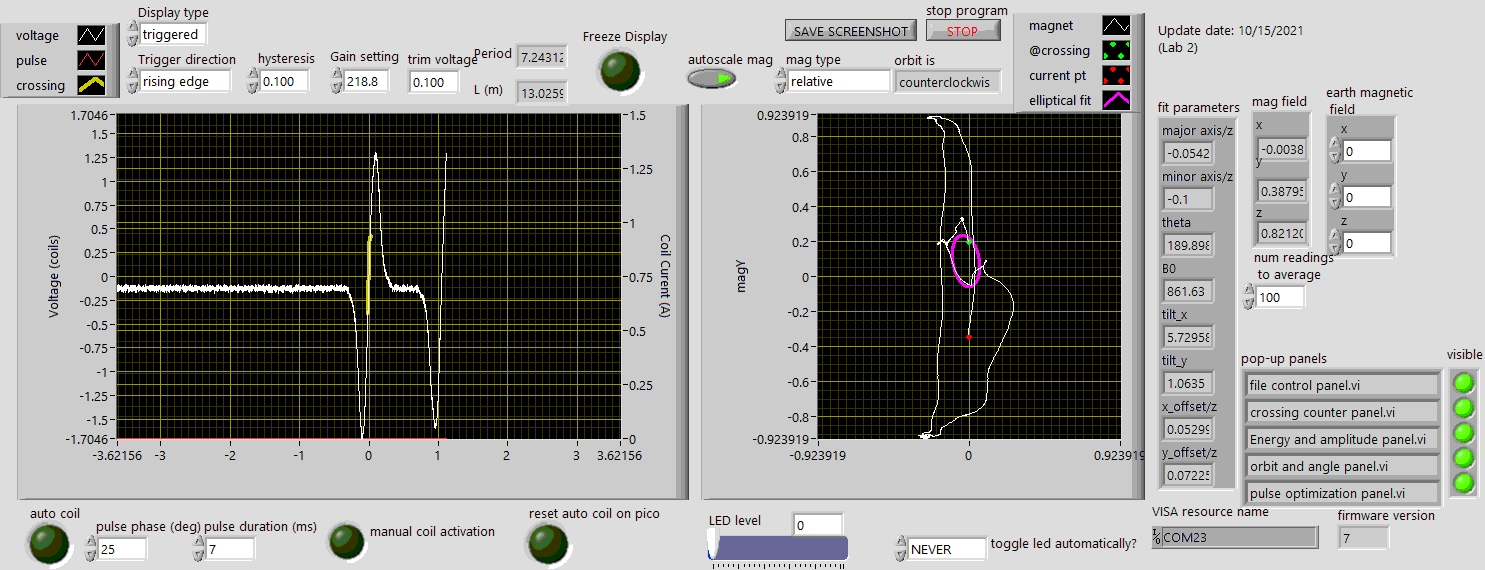 voltage
pulse
crossing
Display type
triggered
Trigger direction
rising edge
hysteresis
0.100
Gain setting
218.8
trim voltage
0.100
Period
7.24312
L (m)
13.0259
Freeze Display
autoscale mag
SAVE SCREENSHOT
stop program
STOP
mag type
relative
orbit is
counterclockwis
magnet
@crossing
current pt
elliptical fit
Update date: 10/15/2021
(Lab 2)
Voltage (coils)
1.7046
1.5
1.25
1
0.75
0.5
0.25
0
-0.25
-0.5
-0.75
-1
-1.25
-1.5
-1.7046
-3.62156
-2
-1
0
1
2
3
3.62156
Coil Current (A)
1.5
1.25
1
0.75
0.5
0.25
0
magY
0.923919
0.8
0.6
0.4
0.2
0
-0.2
-0.4
-0.6
-0.8
-0.923919
-0.923919
0
0.923919
fit parameters
major axis/z
-0.0542
minor axis/z
-0.1
theta
189.898
B0
861.63
tilt_x
5.72958
tilt_y
1.0635
x_offset/z
0.05299
y_offset/z
0.07225
mag field
x
-0.0038
y
0.38795
z
0.82120
earth magnetic
field
x
0
y
0
z
0
num readings
to average
100
pop-up panels
visible
file control panel.vi
crossing counter panel.vi
Energy and amplitude panel.vi
orbit and angle panel.vi
pulse optimization panel.vi
auto coil
pulse phase (deg)
25
pulse duration (ms)
7
manual coil activation
reset auto coil on pico
LED level
0
NEVER
toggle led automatically?
VISA resource name
COM23
firmware version
7